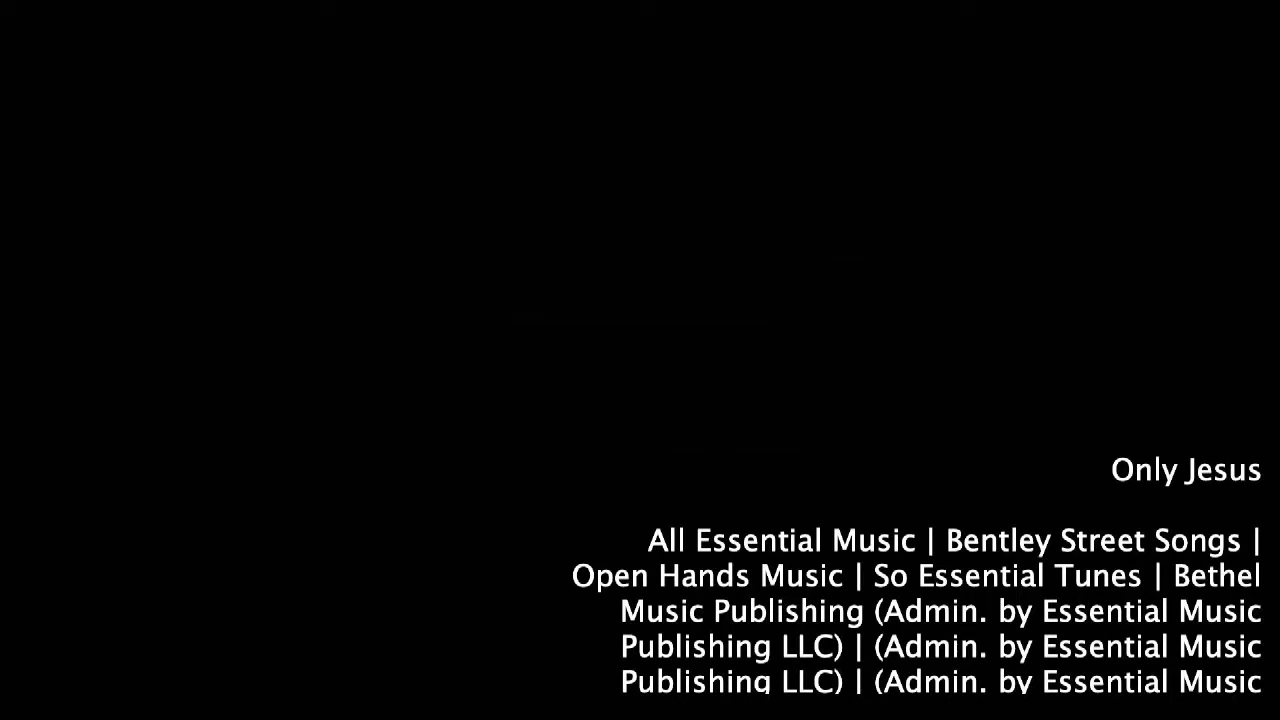 Only Jesus
All Essential Music | Bentley Street Songs |
Open Hands Music | So Essential Tunes | Bethel
Music Publishing (Admin. by Essential Music
Publishing LLC) | (Admin. by Essential Music
Publishing LLC) | (Admin. by Essential Music